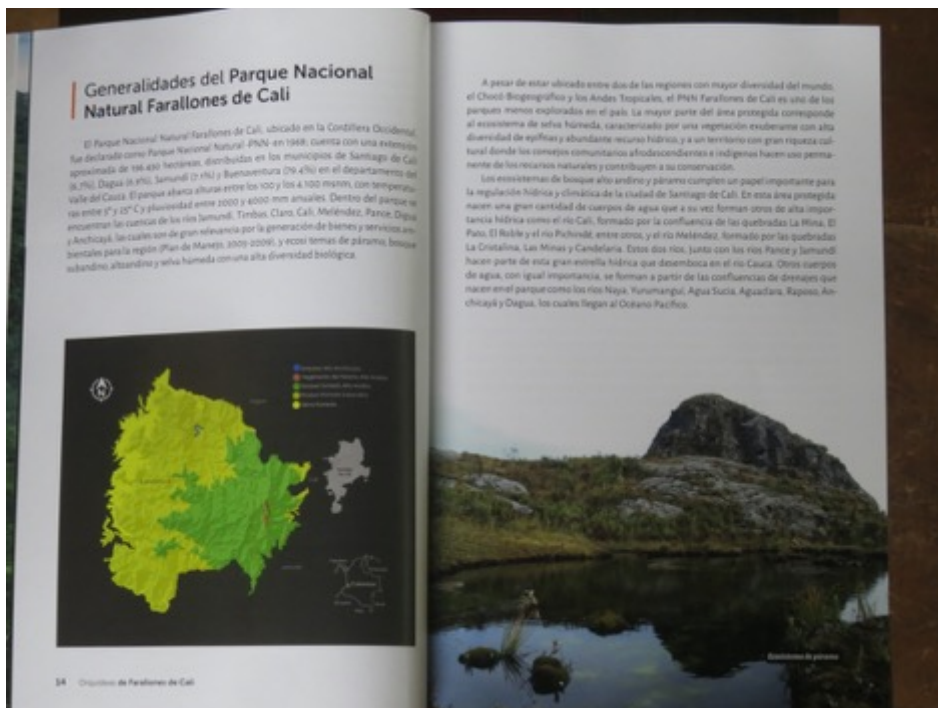 Generalidades del Parque Nacional
Natural Farallones de Cali
El Parque Nacional Natural Farallones de Cali, ubicado en la Cordillera Occidental,
fue declarado como Parque Nacional Natural -PNN- en 1968; cuenta con una extensión
aproximada de 196.430 hectáreas, distribuidas en los municipios de Santiago de Cali
Dagua Jamundí y Buenaventura (79.4%) en el departamento del
Valle del Cauca. El parque abarca alturas entre los 100 y los 4.100 msnm, con temperatu-
ras entre 5° y 25° C y pluviosidad entre 2000 y 6000 mm anuales. Dentro del parque se
encuentran las cuencas de los ríos Jamundí, Timba, Claro, Cali, Meléndez, Pance, Digua
y Anchicayá, las cuales son de gran relevancia por la generación de bienes y servicios am-
bientales para la región (Plan de Manejo, 2005-2009), y ecosistemas de páramo, bosque
subandino, altoandino y selva húmeda con una alta diversidad biológica.
14 Orquídeas de Farallones de Cali
A pesar de estar ubicado entre dos de las regiones con mayor diversidad del mundo,
el Chocó Biogeográfico y los Andes Tropicales, el PNN Farallones de Cali es uno de los
parques menos explorados en el país. La mayor parte del área protegida corresponde
al ecosistema de selva húmeda, caracterizado por una vegetación exuberante con alta
diversidad de epífitas y abundante recurso hídrico, y a un territorio con gran riqueza cul-
tural donde los consejos comunitarios afrodescendientes e indígenas hacen uso perma-
nente de los recursos naturales y contribuyen a su conservación.
Los ecosistemas de bosque alto andino y páramo cumplen un papel importante para
la regulación hídrica y climática de la ciudad de Santiago de Cali. En esta área protegida
nacen una gran cantidad de cuerpos de agua que a su vez forman otros de alta impor-
tancia hídrica como el río Cali, formado por la confluencia de las quebradas La Mina, El
Pato, El Roble y el río Pichindé, entre otros, y el río Meléndez, formado por las quebradas
La Cristalina, Las Minas y Candelaria. Estos dos ríos, junto con los ríos Pance y Jamundí
hacen parte de esta gran estrella hídrica que desemboca en el río Cauca. Otros cuerpos
de agua, con igual importancia, se forman a partir de las confluencias de drenajes que
nacen en el parque como los ríos Naya, Yurumanguí, Agua Sucia, Aguaclara, Raposo, An-
chicayá y Dagua, los cuales llegan al Océano Pacífico.
Ecosistema de páramo